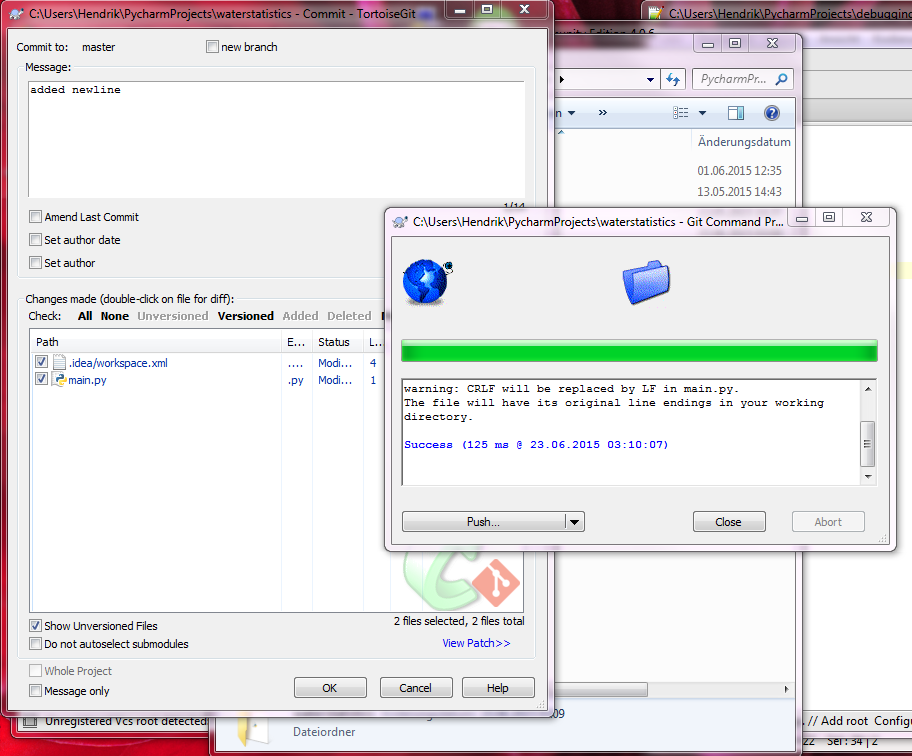 C:\Users\Hendrik\PycharmProjects\waterstatistics - Commit - TortoiseGit
C:\Users\Hendrik\PycharmProjects\debugging
Commit to: master
new branch
Message:
added newline
1/14
Amend Last Commit
Set author date
Set author
Changes made (double-click on file for diff):
Check: All None Unversioned Versioned Added Deleted
Path E... Status L...
.idea/workspace.xml .... Modi... 4
main.py .py Modi... 1
Show Unversioned Files
2 files selected, 2 files total
Do not autoselect submodules
View Patch>>
Whole Project
Message only
OK
Cancel
Help
PycharmPr...
n
»
Änderungsdatum
01.06.2015 12:35
13.05.2015 14:43
C:\Users\Hendrik\PycharmProjects\waterstatistics - Git Command Pr...
warning: CRLF will be replaced by LF in main.py.
The file will have its original line endings in your working
directory.
Success (125 ms @ 23.06.2015 03:10:07)
Push...
Close
Abort
Unregistered Vcs root detected
09
Dateiordner
. // Add root Configu
22 Sel : 34 | 2